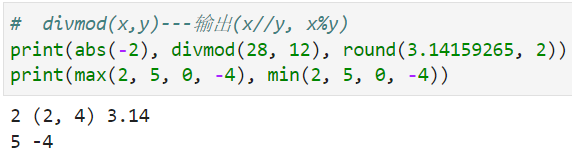 #  divmod(x,y)---输出(x//y, x%y)
print(abs(-2), divmod(28, 12), round(3.14159265, 2))
print(max(2, 5, 0, -4), min(2, 5, 0, -4))
2 (2, 4) 3.14
5 -4